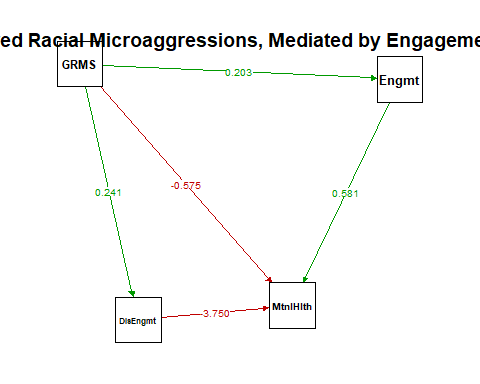 ed Racial Microaggressions, Mediated by Engageme
GRMS
Engmt
0.203
-0.575
0.241
0.581
MtnlHlth
DisEngmt
-3.750